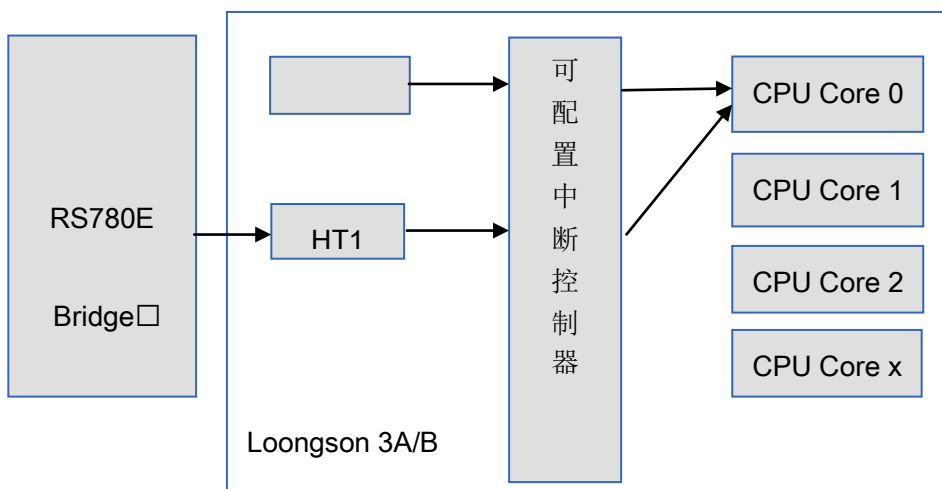 RS780E
Bridge□
HT1
可配置中断控制器
CPU Core 0
CPU Core 1
CPU Core 2
CPU Core x
Loongson 3A/B